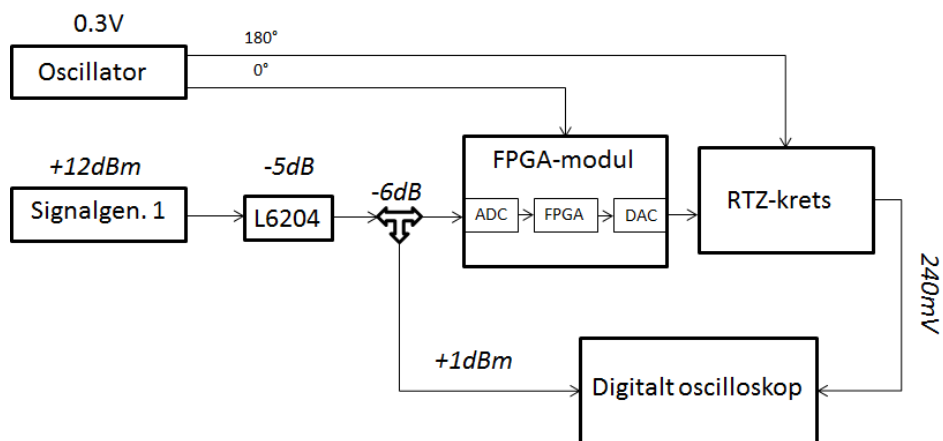 0.3V
Oscillator
180°
0°
+12dBm
Signalgen. 1
-5dB
L6204
-6dB
FPGA-modul
ADC
FPGA
DAC
RTZ-krets
240mV
+1dBm
Digitalt oscilloskop